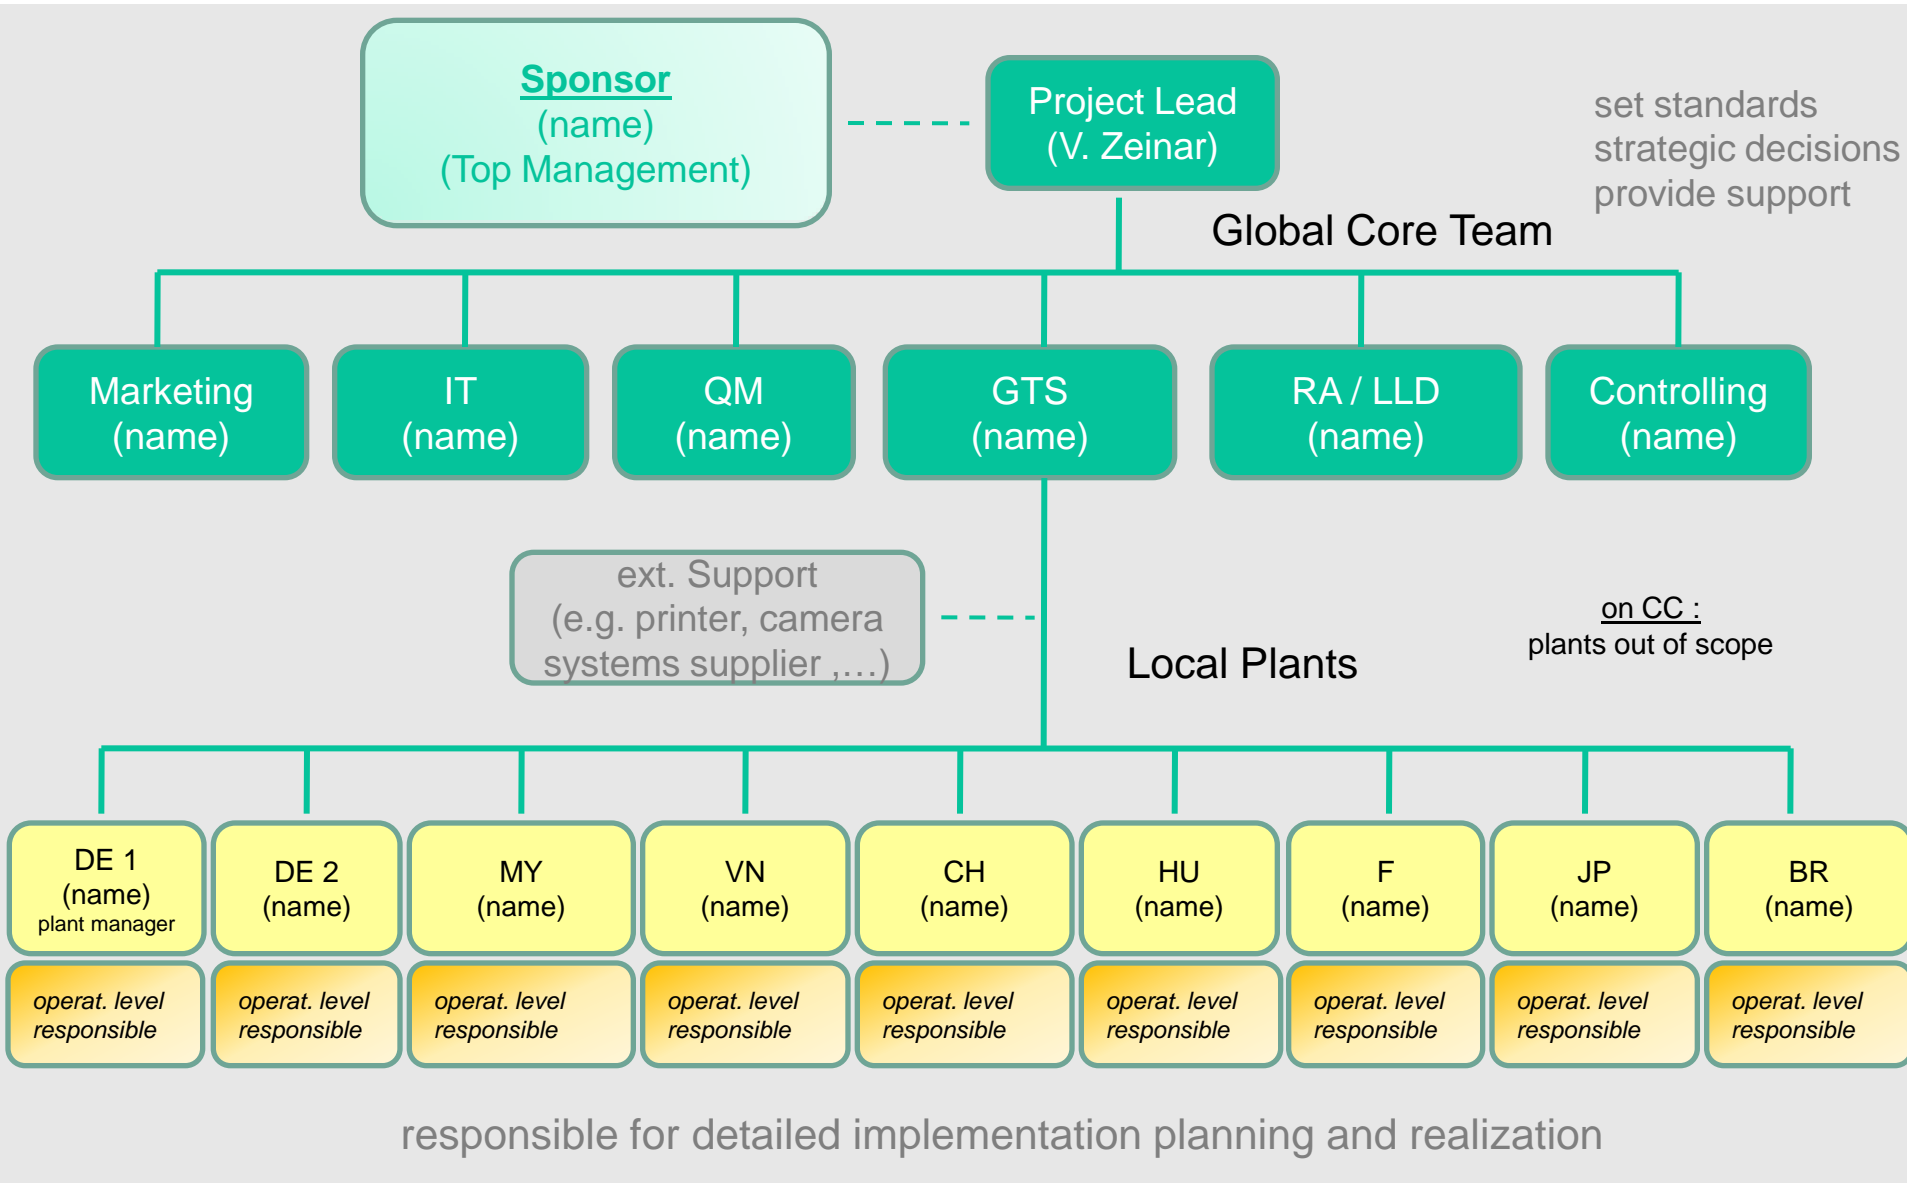 Sponsor
(name)
(Top Management)
Project Lead
(V. Zeinar)
set standards
strategic decisions
provide support
Global Core Team
Marketing
(name)
IT
(name)
QM
(name)
GTS
(name)
RA / LLD
(name)
Controlling
(name)
ext. Support
(e.g. printer, camera
systems supplier ,…)
on CC :
plants out of scope
Local Plants
DE 1
(name)
plant manager
DE 2
(name)
MY
(name)
VN
(name)
CH
(name)
HU
(name)
F
(name)
JP
(name)
BR
(name)
operat. level
responsible
operat. level
responsible
operat. level
responsible
operat. level
responsible
operat. level
responsible
operat. level
responsible
operat. level
responsible
operat. level
responsible
operat. level
responsible
responsible for detailed implementation planning and realization